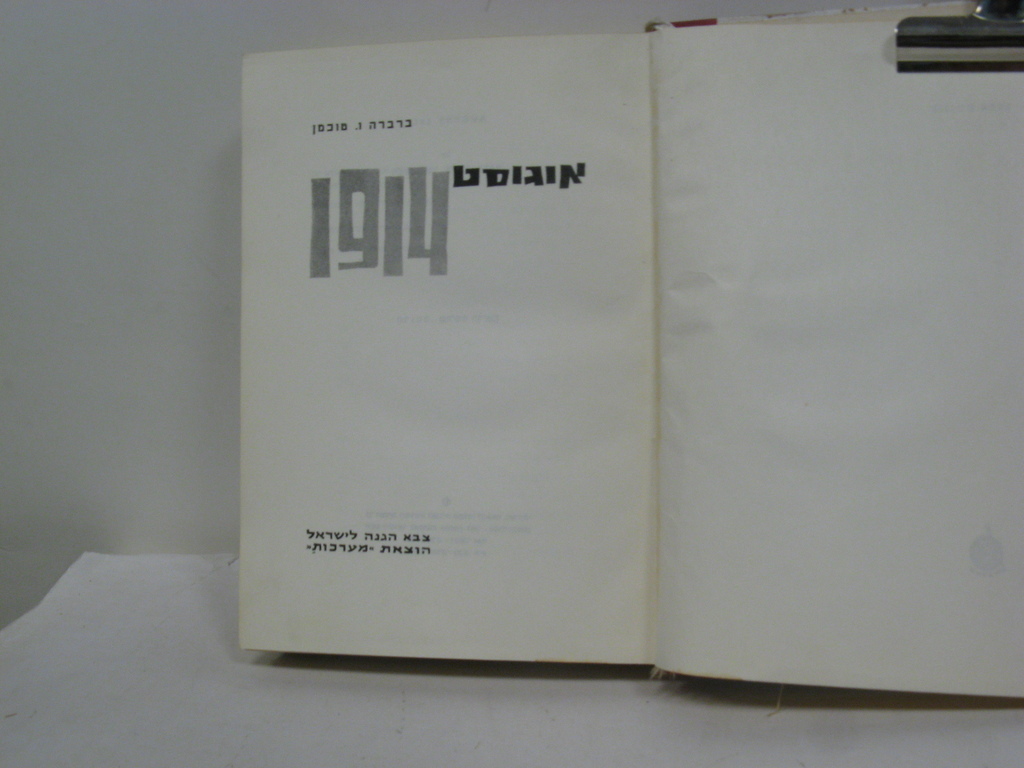 ברברה ו. טוכמן
אוגוסט
1914
צבא הגנה לישראל
הוצאת "מערכות"